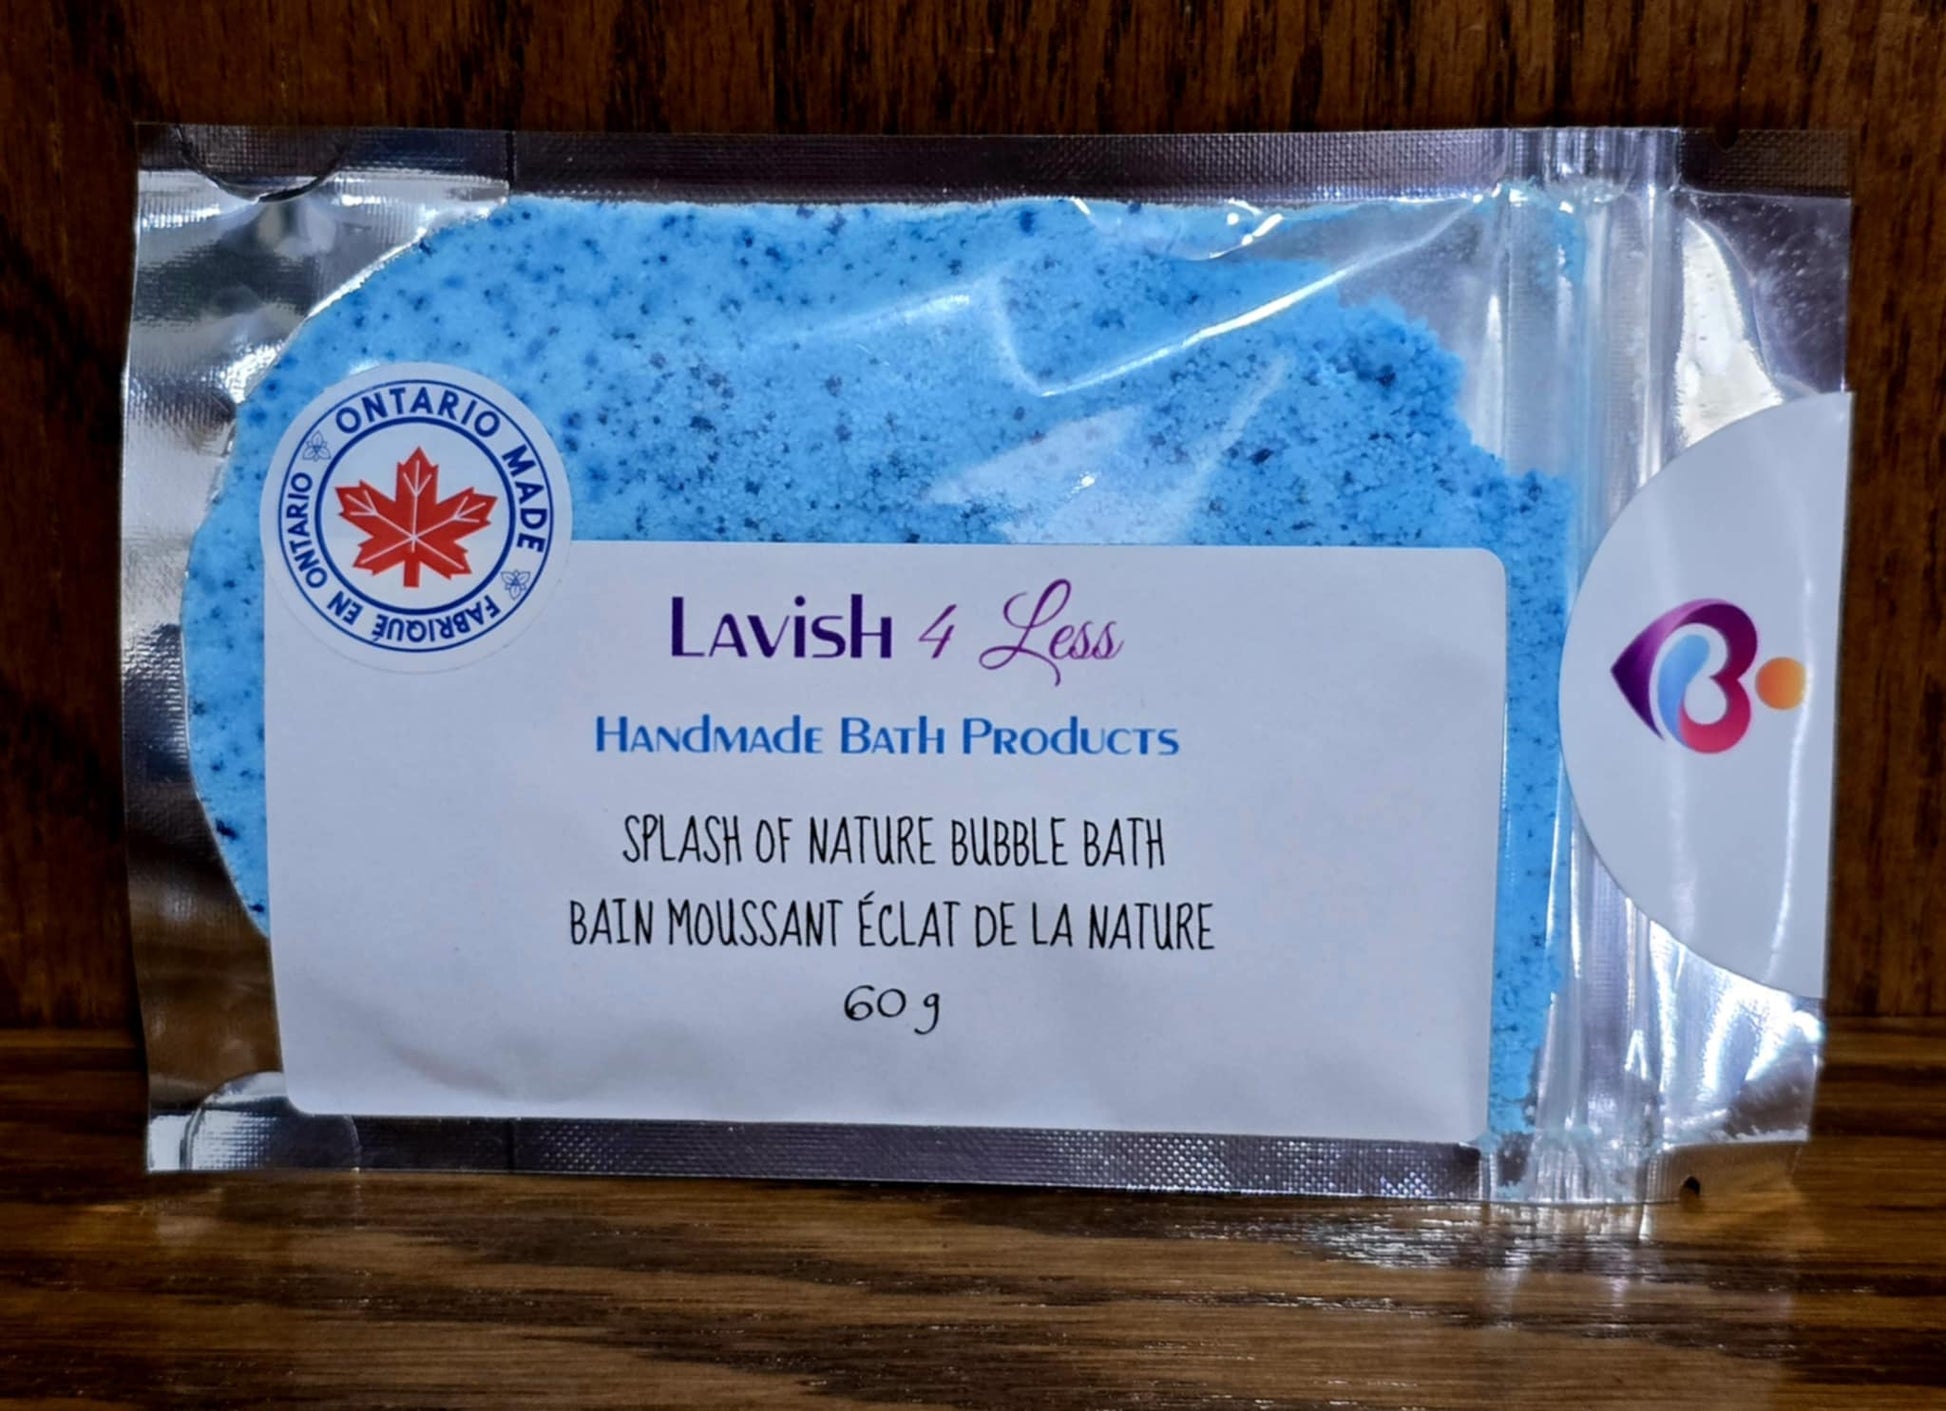 ONTARIO MADE
FABRIQUÉ EN ONTARIO
LAVISH 4 Less
HANDMADE BATH PRODUCTS
SPLASH OF NATURE BUBBLE BATH
BAIN MOUSSANT ÉCLAT DE LA NATURE
60 g